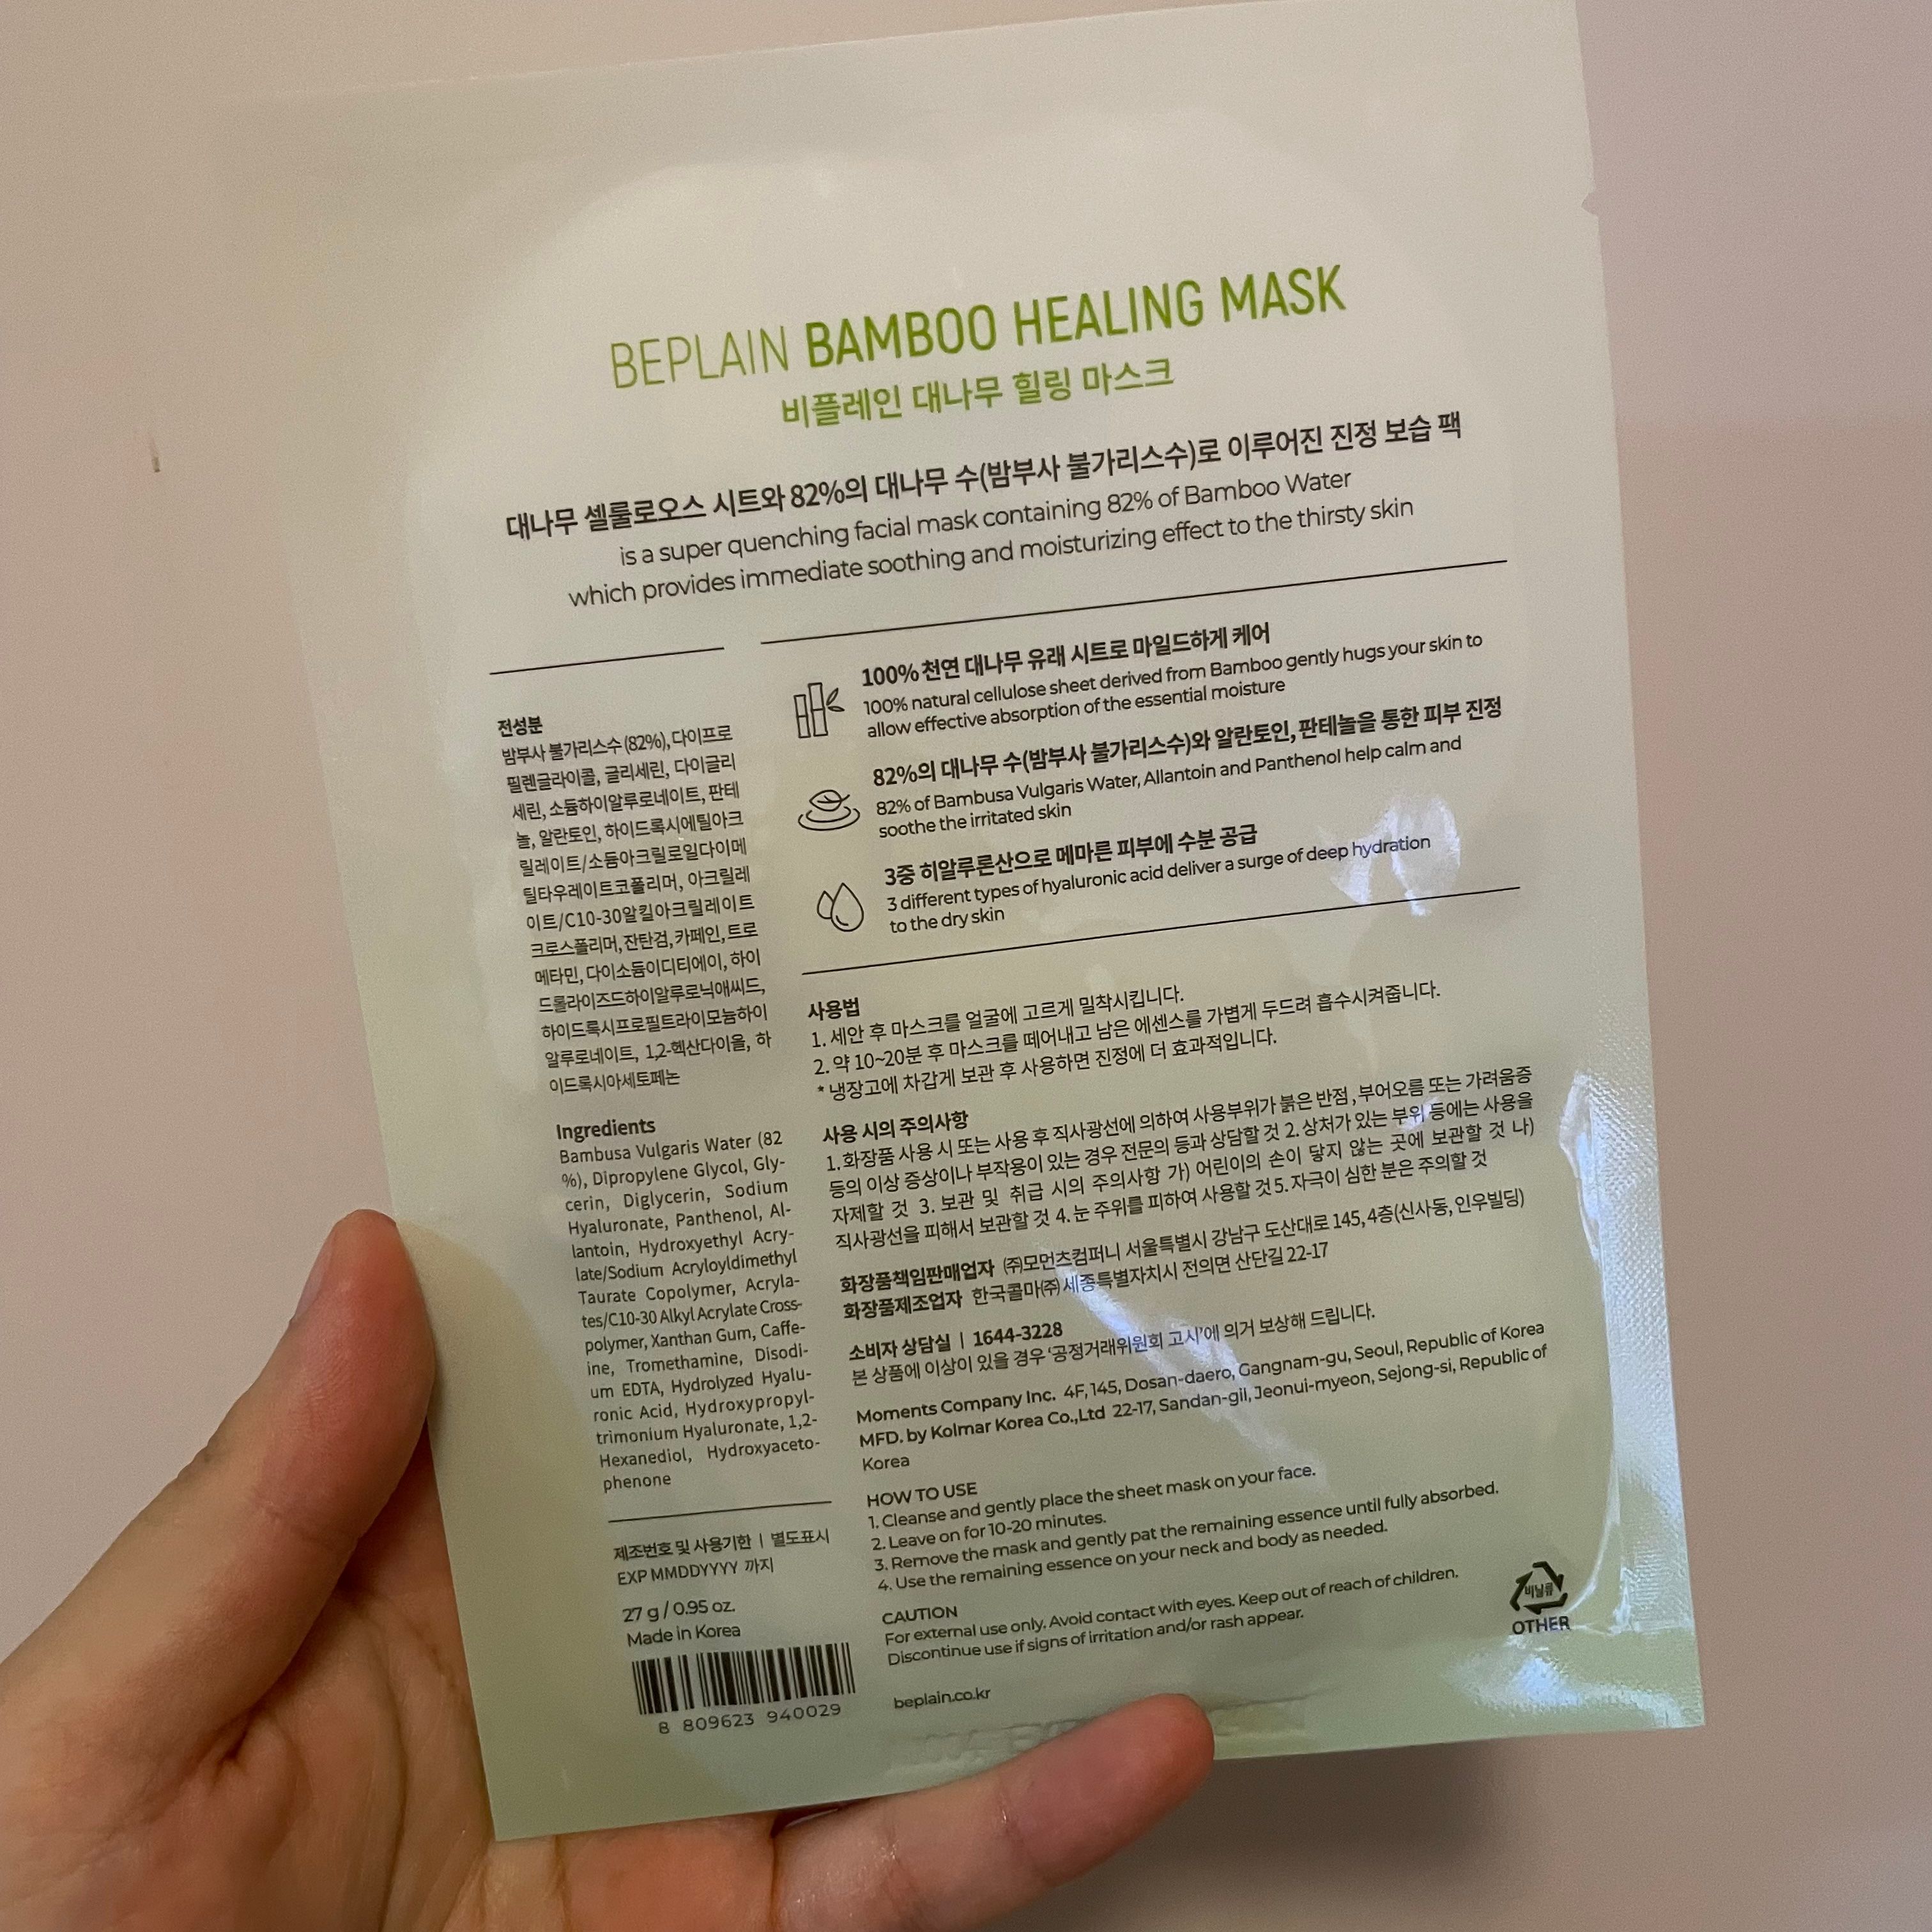 BEPLAIN BAMBOO HEALING MASK
비플레인 대나무 힐링 마스크
대나무 셀룰로오스 시트와 82%의 대나무 수(밤부사 불가리스수)로 이루어진 진정 보습 팩
is a super quenching facial mask containing 82% of Bamboo Water
which provides immediate soothing and moisturizing effect to the thirsty skin
전성분
밤부사 불가리스수 (82%), 다이프로
필렌글라이콜, 글리세린, 다이글리
세린, 소듐하이알루로네이트, 판테
놀, 알란토인, 하이드록시에틸아크
릴레이트/소듐아크릴로일다이메
틸타우레이트코폴리머, 아크릴레
이트/C10-30알킬아크릴레이트
크로스폴리머, 잔탄검, 카페인, 트로
메타민, 다이소듐이디티에이, 하이
드롤라이즈드하이알루로닉애씨드,
하이드록시프로필트라이모늄하이
알루로네이트, 1,2-헥산다이올, 하
이드록시아세토페논
Ingredients
Bambusa Vulgaris Water (82
%), Dipropylene Glycol, Gly-
cerin, Diglycerin, Sodium
Hyaluronate, Panthenol, Al-
lantoin, Hydroxyethyl Acry-
late/Sodium Acryloyldimethyl
Taurate Copolymer, Acryla-
tes/C10-30 Alkyl Acrylate Cross-
polymer, Xanthan Gum, Caffe-
ine, Tromethamine, Disodi-
um EDTA, Hydrolyzed Hyalu-
ronic Acid, Hydroxypropyl-
trimonium Hyaluronate, 1,2-
Hexanediol, Hydroxyaceto-
phenone
제조번호 및 사용기한 | 별도표시
EXP MMDDYYYY 까지
27 g / 0.95 oz.
Made in Korea
8 809623 940029
100% 천연 대나무 유래 시트로 마일드하게 케어
100% natural cellulose sheet derived from Bamboo gently hugs your skin to
allow effective absorption of the essential moisture
82%의 대나무 수(밤부사 불가리스수)와 알란토인, 판테놀을 통한 피부 진정
82% of Bambusa Vulgaris Water, Allantoin and Panthenol help calm and
soothe the irritated skin
3중 히알루론산으로 메마른 피부에 수분 공급
3 different types of hyaluronic acid deliver a surge of deep hydration
to the dry skin
사용법
1. 세안 후 마스크를 얼굴에 고르게 밀착시킵니다.
2. 약 10~20분 후 마스크를 떼어내고 남은 에센스를 가볍게 두드려 흡수시켜줍니다.
* 냉장고에 차갑게 보관 후 사용하면 진정에 더 효과적입니다.
사용 시의 주의사항
1. 화장품 사용 시 또는 사용 후 직사광선에 의하여 사용부위가 붉은 반점, 부어오름 또는 가려움증
등의 이상 증상이나 부작용이 있는 경우 전문의 등과 상담할 것 2. 상처가 있는 부위 등에는 사용을
자제할 것 3. 보관 및 취급 시의 주의사항 가) 어린이의 손이 닿지 않는 곳에 보관할 것 나)
직사광선을 피해서 보관할 것 4. 눈 주위를 피하여 사용할 것 5. 자극이 심한 분은 주의할 것
화장품책임판매업자 ㈜모먼츠컴퍼니 서울특별시 강남구 도산대로 145, 4층(신사동, 인우빌딩)
화장품제조업자 한국콜마㈜ 세종특별자치시 전의면 산단길 22-17
소비자 상담실 | 1644-3228
본 상품에 이상이 있을 경우 '공정거래위원회 고시'에 의거 보상해 드립니다.
Moments Company Inc. 4F, 145, Dosan-daero, Gangnam-gu, Seoul, Republic of Korea
MFD. by Kolmar Korea Co.,Ltd 22-17, Sandan-gil, Jeonui-myeon, Sejong-si, Republic of
Korea
HOW TO USE
1. Cleanse and gently place the sheet mask on your face.
2. Leave on for 10-20 minutes.
3. Remove the mask and gently pat the remaining essence until fully absorbed.
4. Use the remaining essence on your neck and body as needed.
CAUTION
For external use only. Avoid contact with eyes. Keep out of reach of children.
Discontinue use if signs of irritation and/or rash appear.
beplain.co.kr
비닐류
OTHER